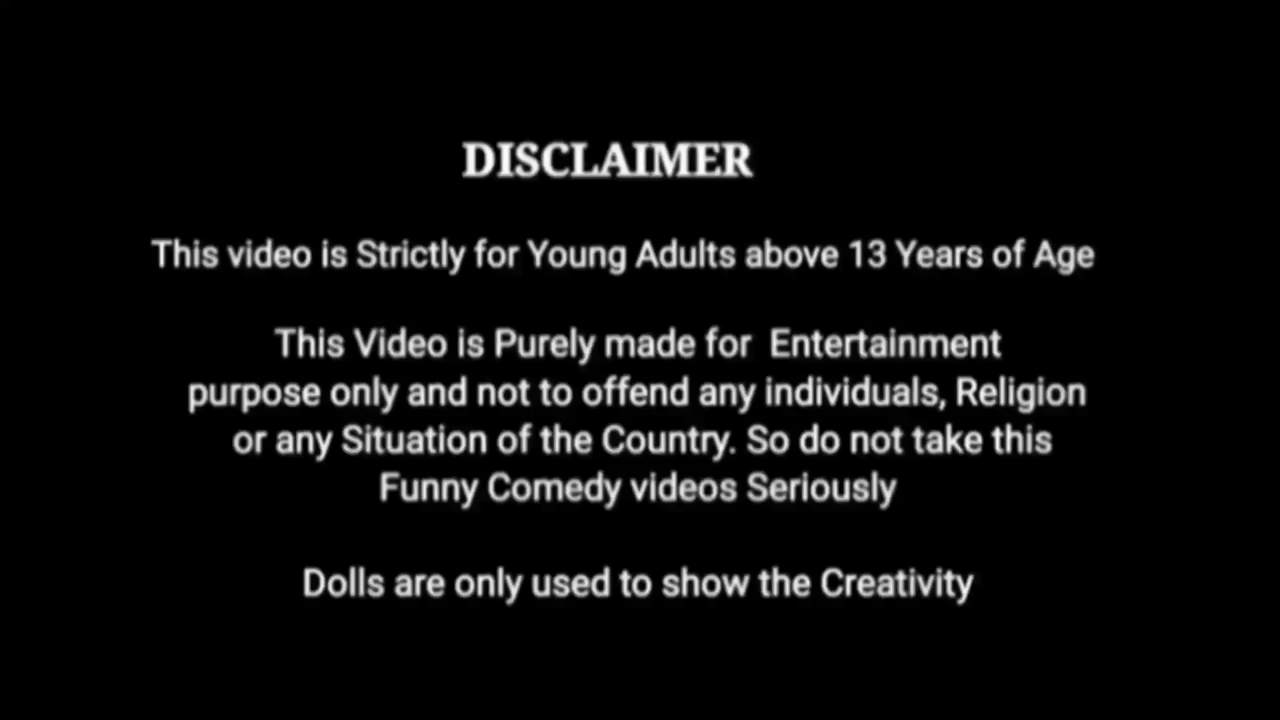 DISCLAIMER
This video is Strictly for Young Adults above 13 Years of Age
This Video is Purely made for Entertainment
purpose only and not to offend any individuals, Religion
or any Situation of the Country. So do not take this
Funny Comedy videos Seriously
Dolls are only used to show the Creativity